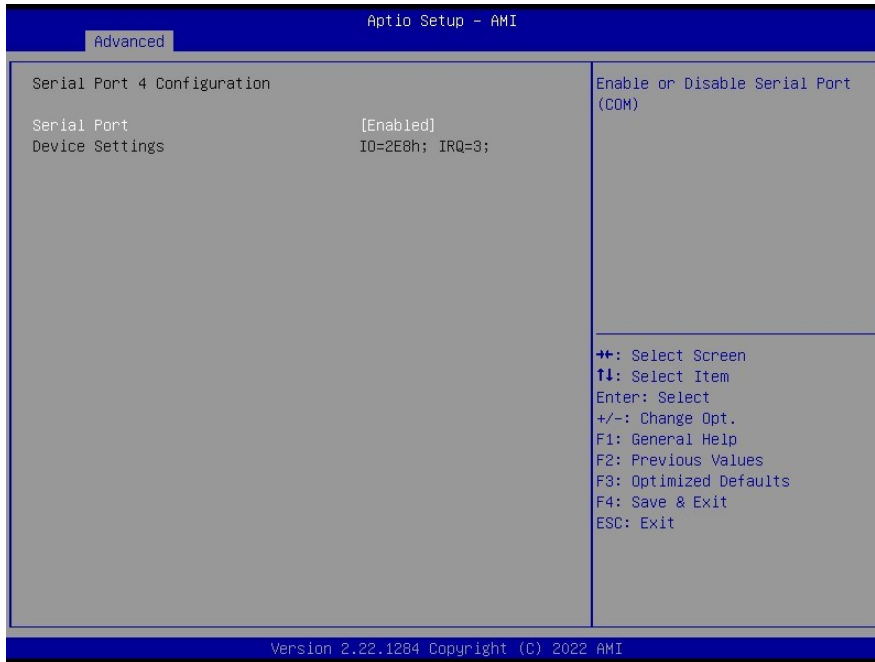 Aptio Setup - AMI
Advanced
Serial Port 4 Configuration
Serial Port [Enabled]
Device Settings IO=2E8h; IRQ=3;
Enable or Disable Serial Port
(COM)
→←: Select Screen
↑↓: Select Item
Enter: Select
+/-: Change Opt.
F1: General Help
F2: Previous Values
F3: Optimized Defaults
F4: Save & Exit
ESC: Exit
Version 2.22.1284 Copyright (C) 2022 AMI